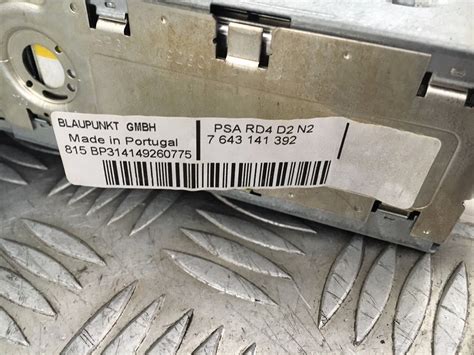 BLAUPUNKT GMBH
Made in Portugal
815 BP314149260775
PSA RD4 D2 N2
7 643 141 392